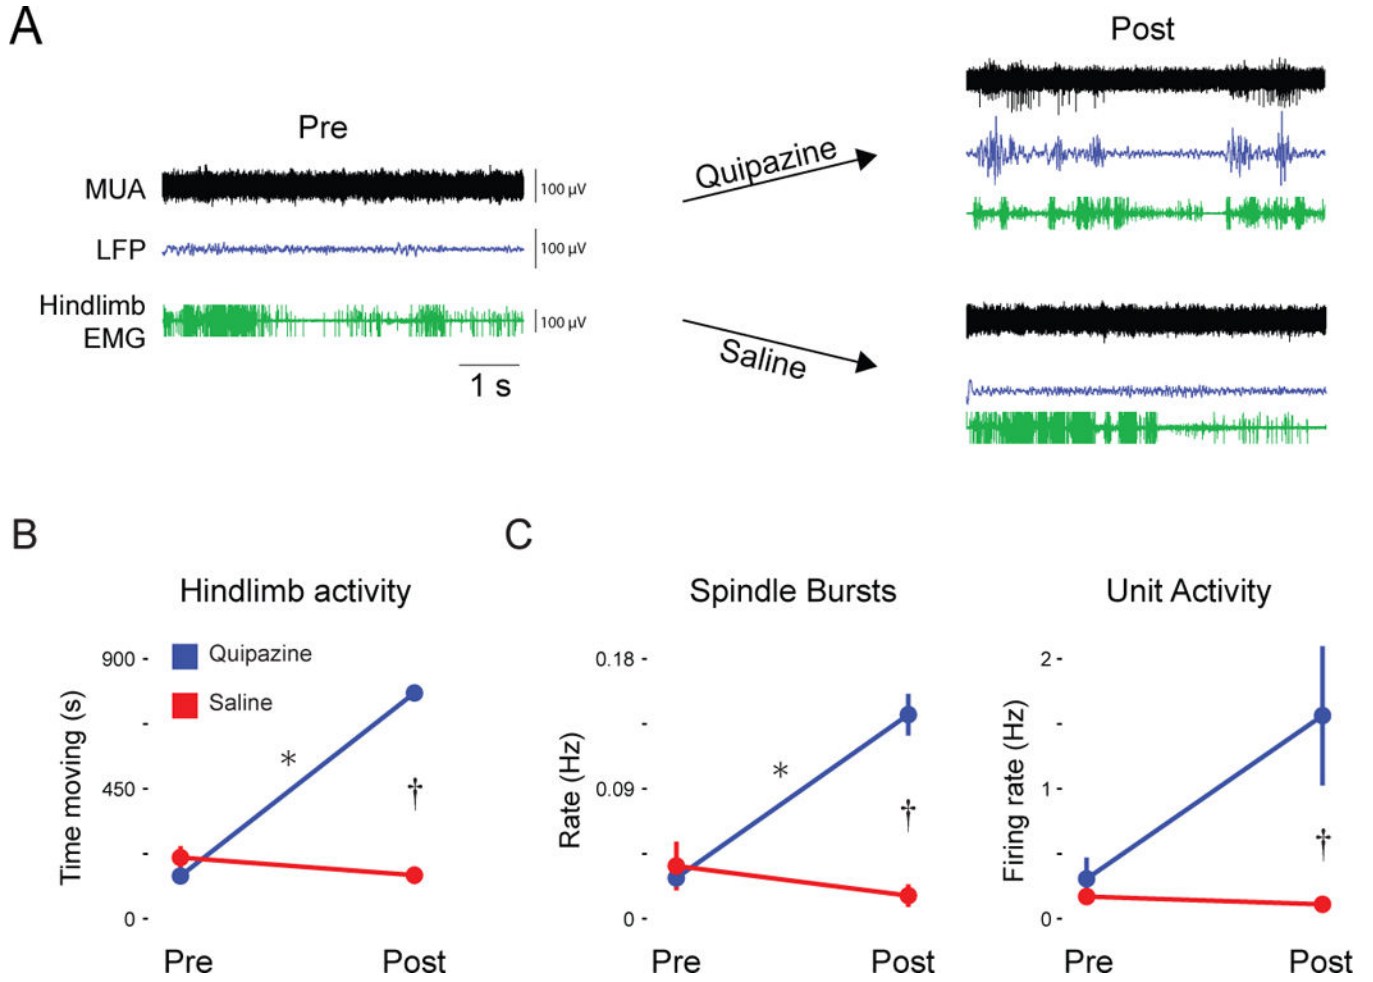 A
Pre
MUA
100 µV
LFP
100 µV
Hindlimb
EMG
100 µV
1 s
Quipazine
Saline
Post
B
Hindlimb activity
Quipazine
Saline
Time moving (s)
900 -
450 -
0 -
*
†
Pre
Post
C
Spindle Bursts
Rate (Hz)
0.18 -
0.09 -
0 -
*
†
Pre
Post
Unit Activity
Firing rate (Hz)
2 -
1 -
0 -
†
Pre
Post